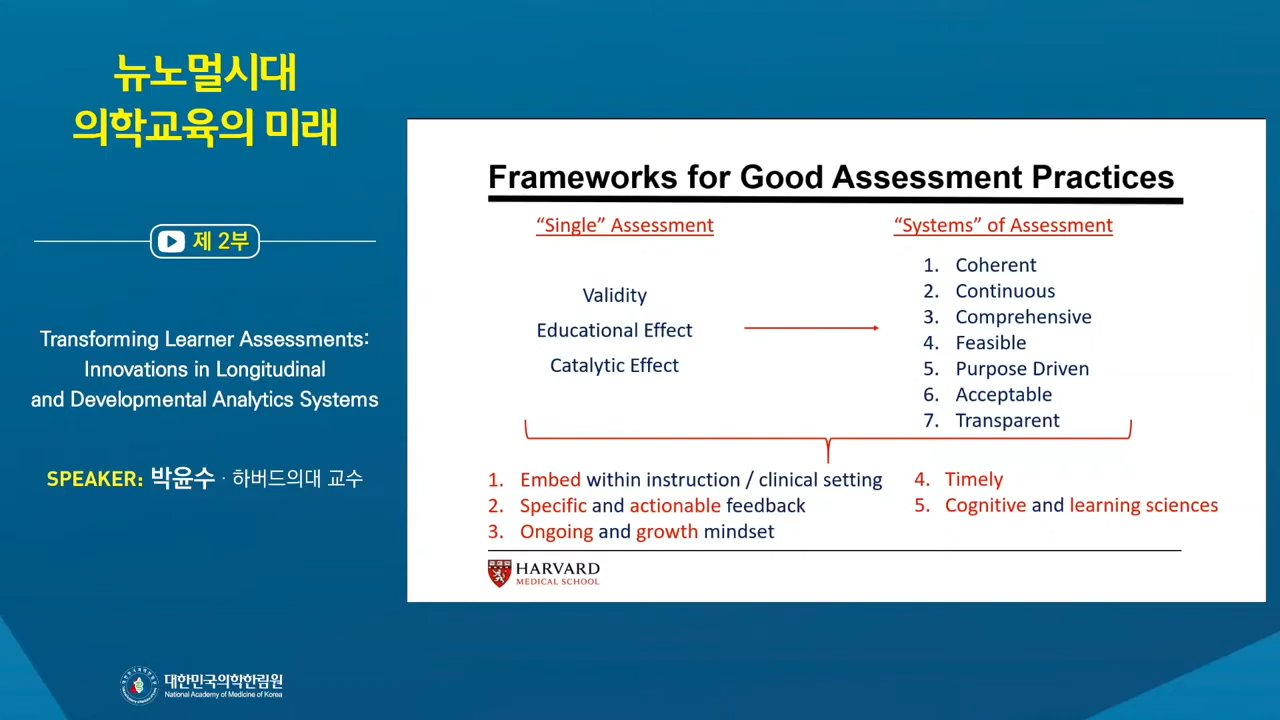 뉴노멀시대
의학교육의 미래
제 2부
Transforming Learner Assessments:
Innovations in Longitudinal
and Developmental Analytics Systems
SPEAKER: 박윤수 · 하버드의대 교수
대한민국의학한림원
National Academy of Medicine of Korea
Frameworks for Good Assessment Practices
“Single” Assessment
Validity
Educational Effect
Catalytic Effect
“Systems” of Assessment
1. Coherent
2. Continuous
3. Comprehensive
4. Feasible
5. Purpose Driven
6. Acceptable
7. Transparent
1. Embed within instruction / clinical setting
2. Specific and actionable feedback
3. Ongoing and growth mindset
4. Timely
5. Cognitive and learning sciences
HARVARD
MEDICAL SCHOOL